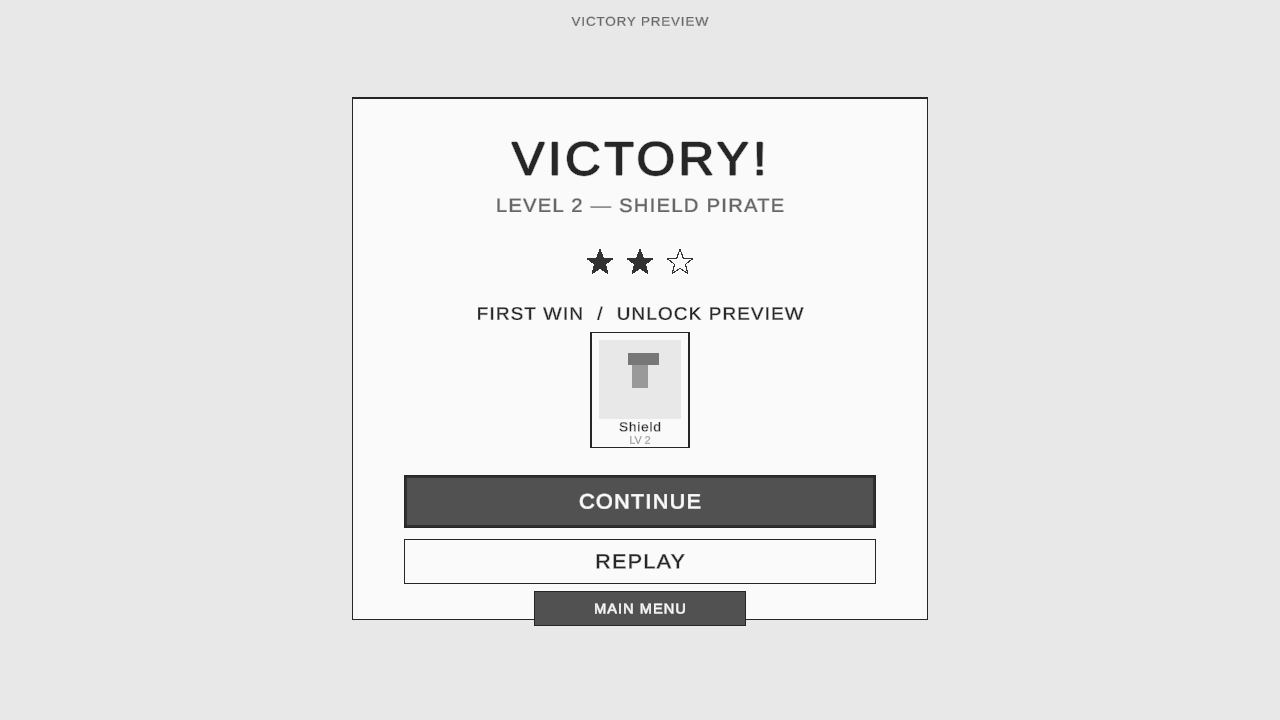 VICTORY PREVIEW
VICTORY!
LEVEL 2 — SHIELD PIRATE
FIRST WIN / UNLOCK PREVIEW
Shield
LV 2
CONTINUE
REPLAY
MAIN MENU